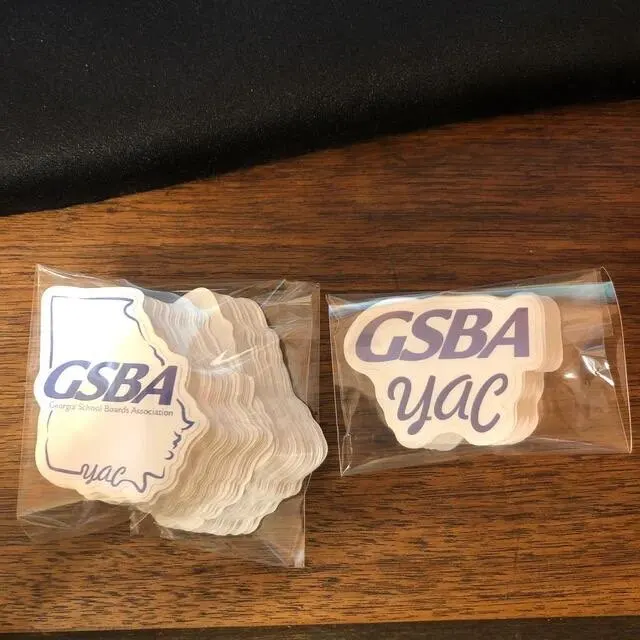 GSBA
Georgia School Boards Association
yac
GSBA
yac